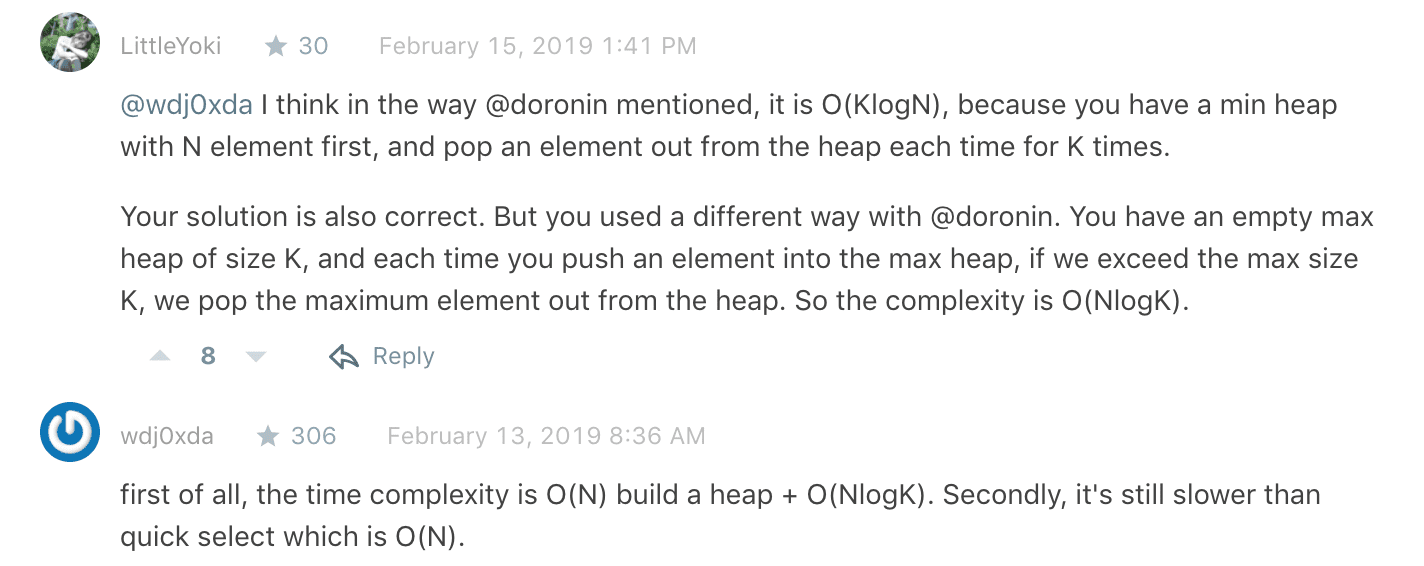 LittleYoki ★ 30 February 15, 2019 1:41 PM
@wdj0xda I think in the way @doronin mentioned, it is O(KlogN), because you have a min heap
with N element first, and pop an element out from the heap each time for K times.
Your solution is also correct. But you used a different way with @doronin. You have an empty max
heap of size K, and each time you push an element into the max heap, if we exceed the max size
K, we pop the maximum element out from the heap. So the complexity is O(NlogK).
8 Reply
wdj0xda ★ 306 February 13, 2019 8:36 AM
first of all, the time complexity is O(N) build a heap + O(NlogK). Secondly, it's still slower than
quick select which is O(N).